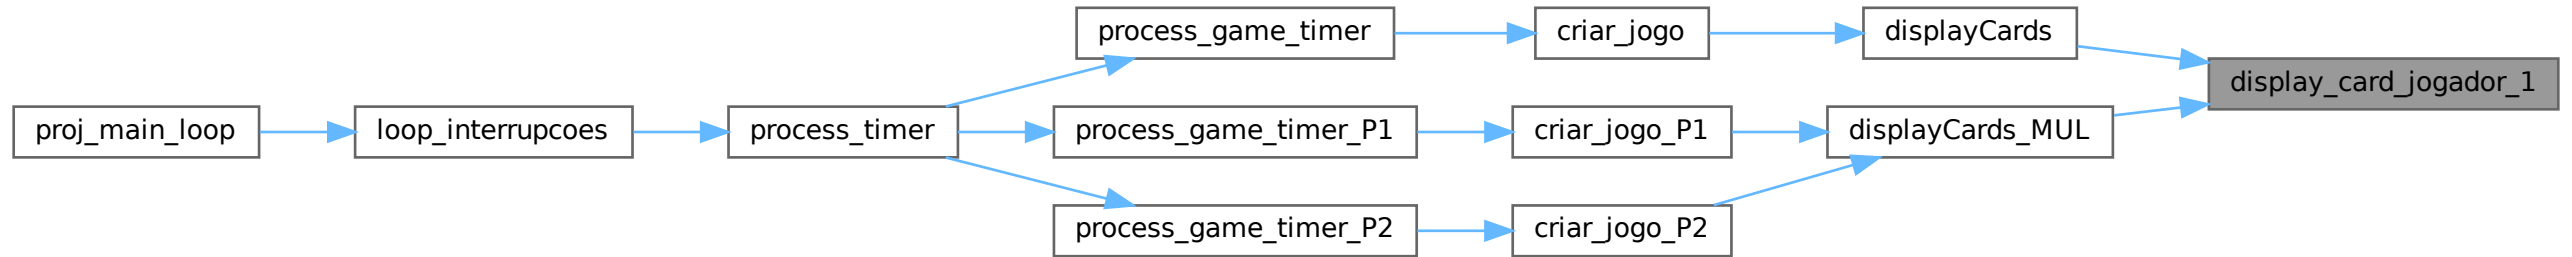 proj_main_loop
loop_interrupcoes
process_timer
process_game_timer
criar_jogo
displayCards
display_card_jogador_1
process_game_timer_P1
criar_jogo_P1
displayCards_MUL
process_game_timer_P2
criar_jogo_P2